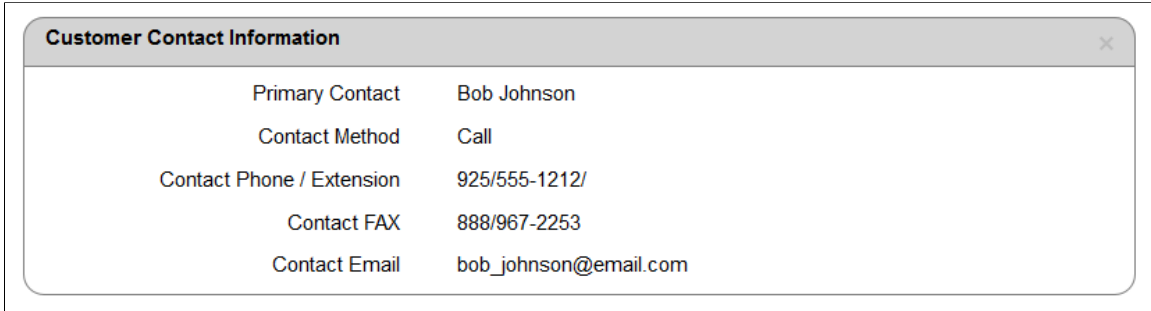 Customer Contact Information
Primary Contact Bob Johnson
Contact Method Call
Contact Phone / Extension 925/555-1212/
Contact FAX 888/967-2253
Contact Email bob_johnson@email.com